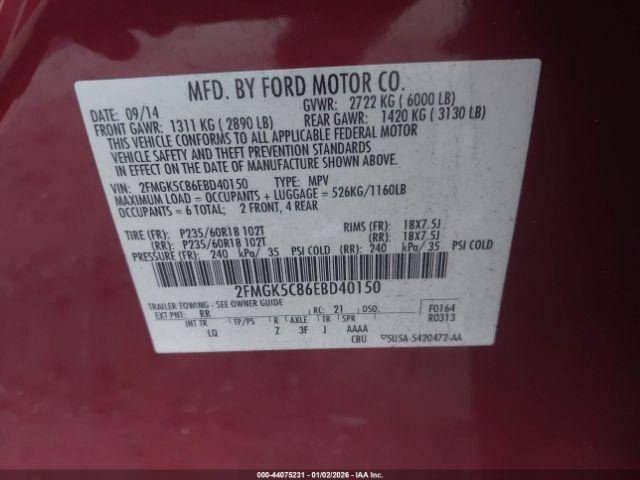 MFD. BY FORD MOTOR CO.
DATE: 09/14 GVWR: 2722 KG ( 6000 LB)
FRONT GAWR: 1311 KG ( 2890 LB) REAR GAWR: 1420 KG ( 3130 LB)
THIS VEHICLE CONFORMS TO ALL APPLICABLE FEDERAL MOTOR
VEHICLE SAFETY AND THEFT PREVENTION STANDARDS
IN EFFECT ON THE DATE OF MANUFACTURE SHOWN ABOVE.
VIN: 2FMGK5C86EBD40150 TYPE: MPV
MAXIMUM LOAD = OCCUPANTS + LUGGAGE = 526KG/1160LB
OCCUPANTS = 6 TOTAL; 2 FRONT, 4 REAR
TIRE (FR): P235/60R18 102T RIMS (FR): 18X7.5J
(RR): P235/60R18 102T (RR): 18X7.5J
PRESSURE (FR): 240 kPa/ 35 PSI COLD (RR): 240 kPa/ 35 PSI COLD
2FMGK5C86EBD40150
TRAILER TOWING - SEE OWNER GUIDE
EXT PNT: RR RC: 21 DSO: F0164
R0313
INT TR TP/PS R AXLE TR SPR
LQ Z 3F J AAAA
CBU SU5A-5420472-AA
000-44075231 - 01/02/2026 - IAAI.CA